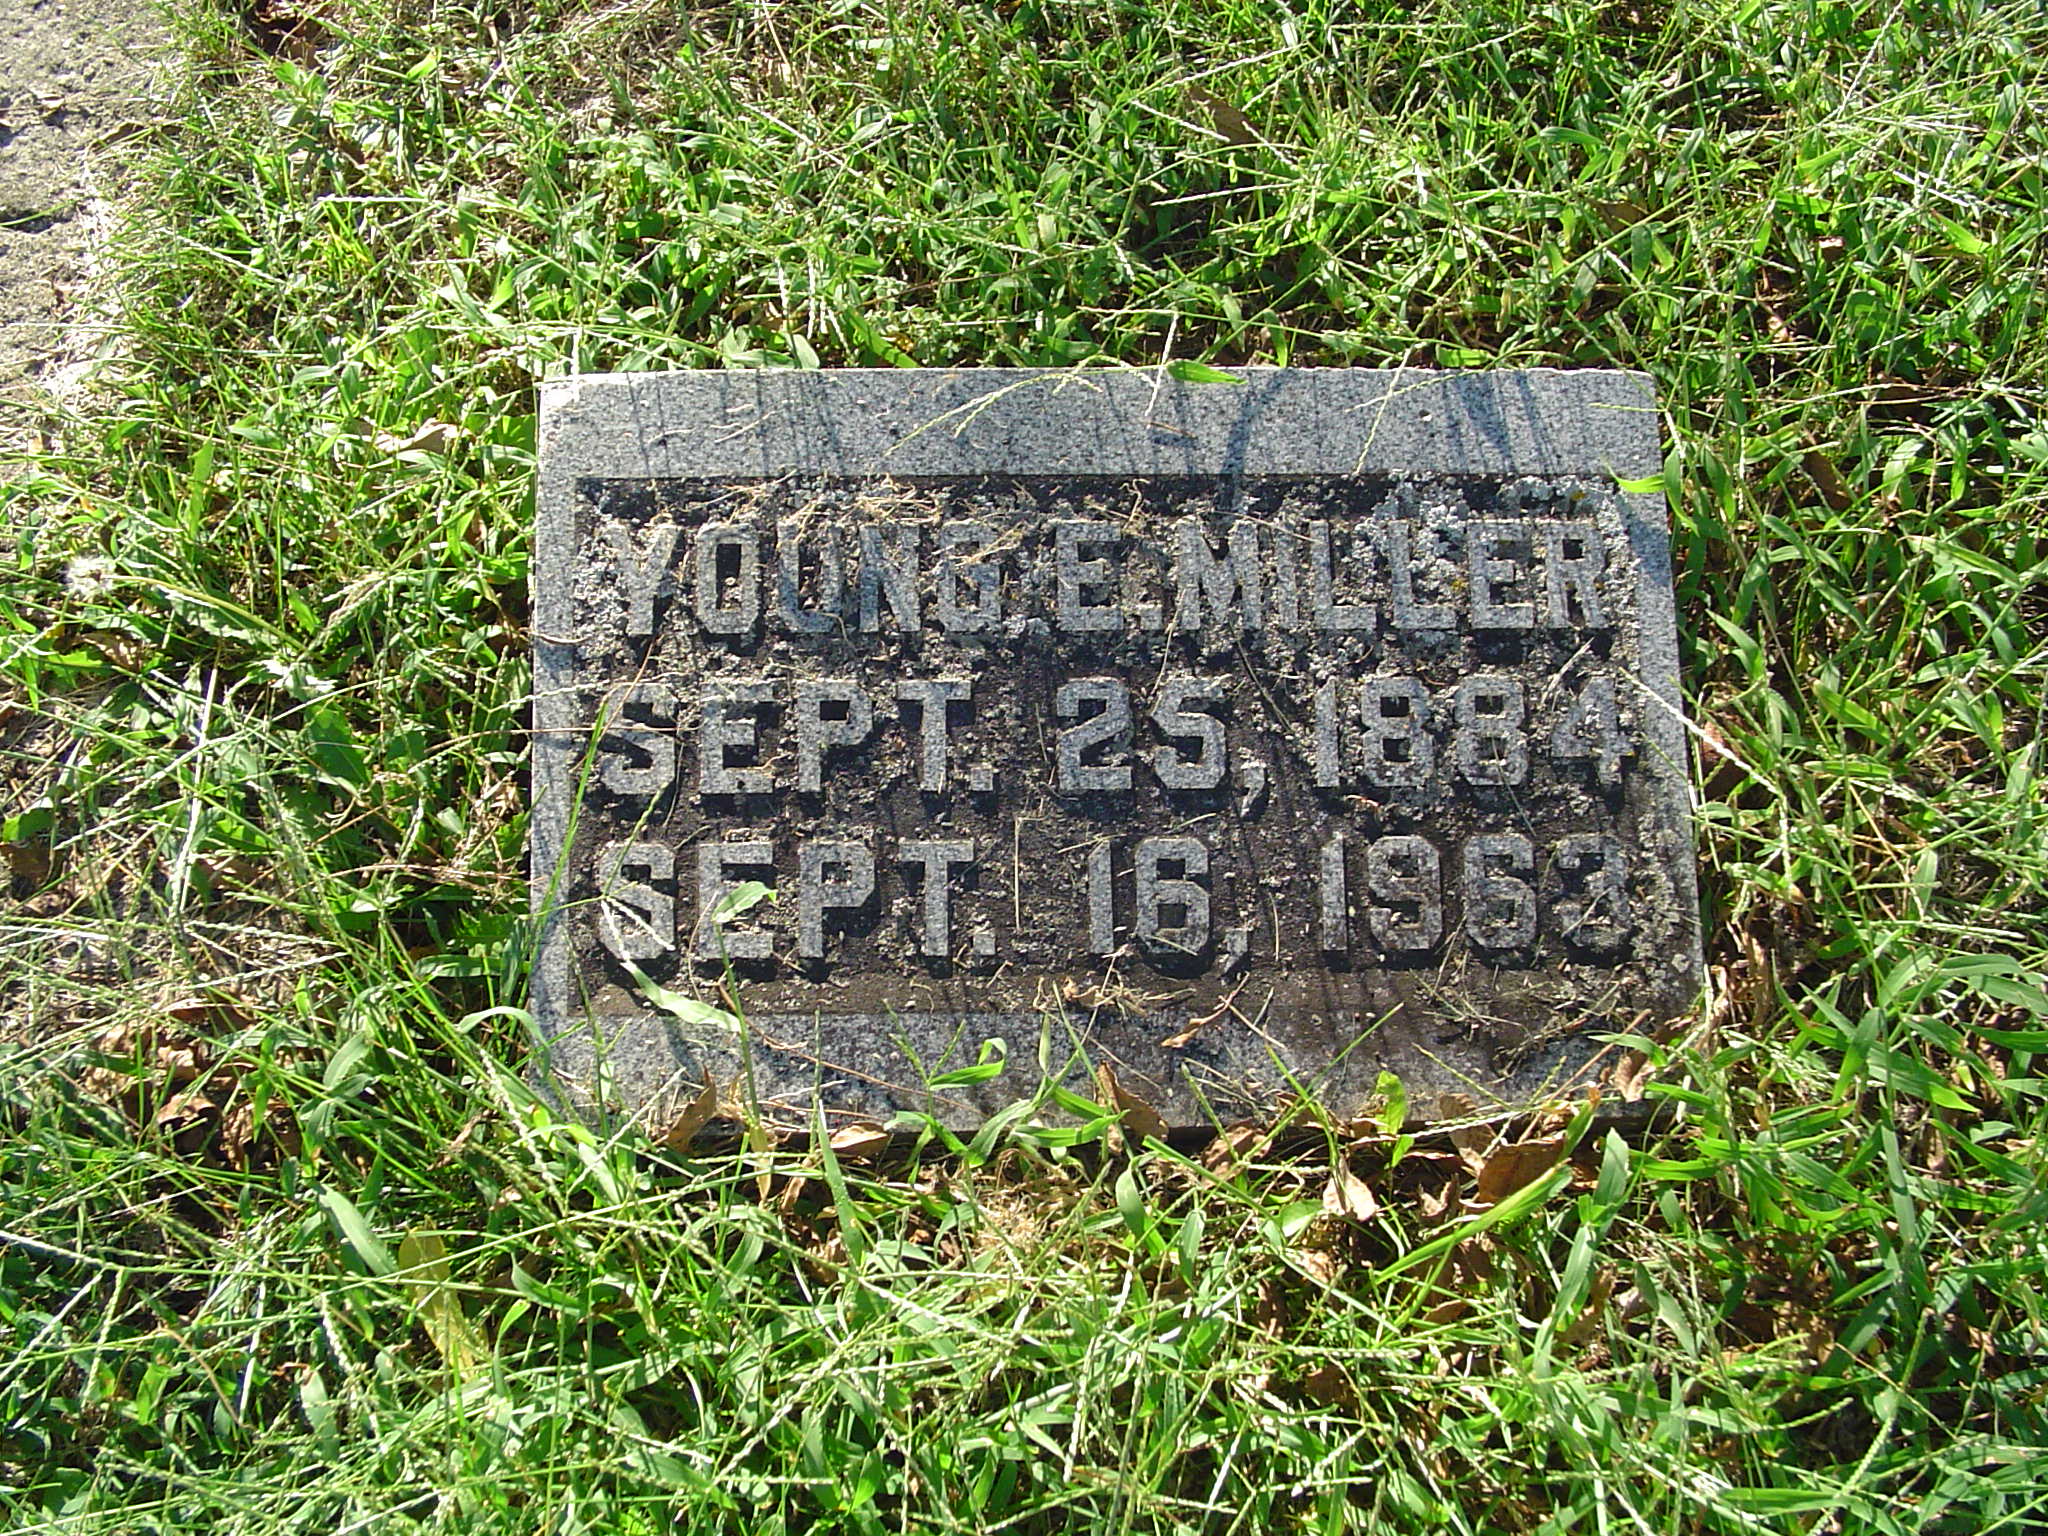 YOUNG E. MILLER
SEPT. 25, 1884
SEPT. 16, 1963